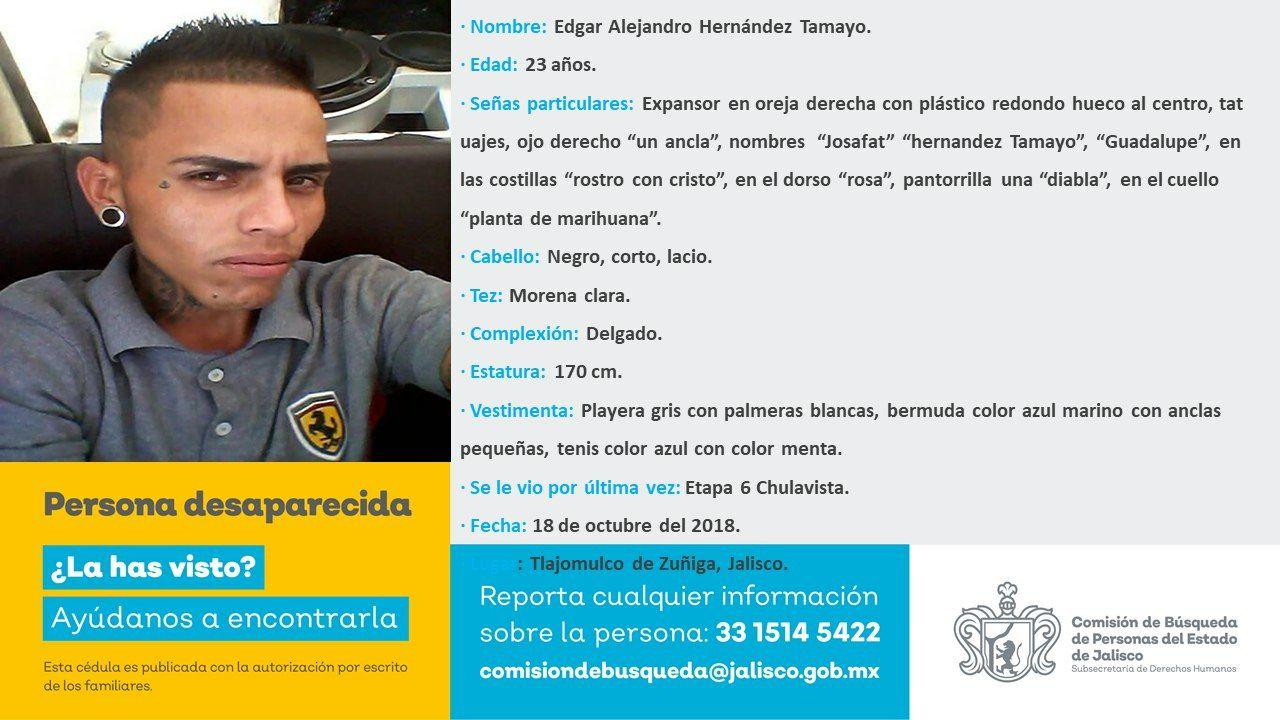 · Nombre: Edgar Alejandro Hernández Tamayo.
· Edad: 23 años.
· Señas particulares: Expansor en oreja derecha con plástico redondo hueco al centro, tat
uajes, ojo derecho “un ancla”, nombres “Josafat” “hernandez Tamayo”, “Guadalupe”, en
las costillas “rostro con cristo”, en el dorso “rosa”, pantorrilla una “diabla”, en el cuello
“planta de marihuana”.
· Cabello: Negro, corto, lacio.
· Tez: Morena clara.
· Complexión: Delgado.
· Estatura: 170 cm.
· Vestimenta: Playera gris con palmeras blancas, bermuda color azul marino con anclas
pequeñas, tenis color azul con color menta.
· Se le vio por última vez: Etapa 6 Chulavista.
· Fecha: 18 de octubre del 2018.
· Lugar: Tlajomulco de Zuñiga, Jalisco.
Persona desaparecida
¿La has visto?
Ayúdanos a encontrarla
Esta cédula es publicada con la autorización por escrito
de los familiares.
Reporta cualquier información
sobre la persona: 33 1514 5422
comisiondebusqueda@jalisco.gob.mx
Comisión de Búsqueda
de Personas del Estado
de Jalisco
Subsecretaría de Derechos Humanos